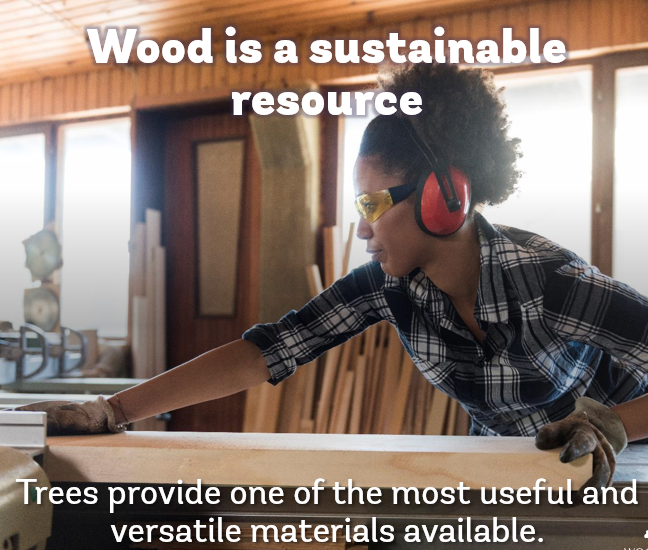 Wood is a sustainable
resource
Trees provide one of the most useful and
versatile materials available.